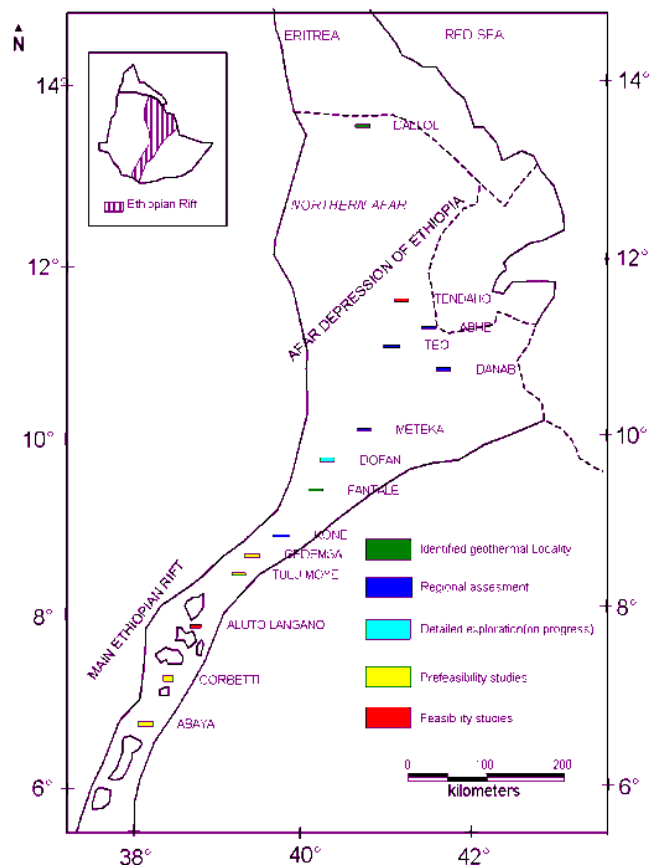 N
ERITREA
RED SEA
14°
14°
DALLOL
Ethiopian Rift
NORTHERN AFAR
AFAR DEPRESSION OF ETHIOPIA
12°
12°
TENDAHO
ABHE
TEO
DANAB
10°
10°
METEKA
DOFAN
FANTALE
KONE
GEDEMSA
TULU MOYE
MAIN ETHIOPIAN RIFT
8°
8°
ALUTO LANGANO
CORBETTI
ABAYA
6°
6°
Identified geothermal Locality
Regional assesment
Detailed exploration(on progress)
Prefeasibility studies
Feasibility studies
0 100 200
kilometers
38°
40°
42°